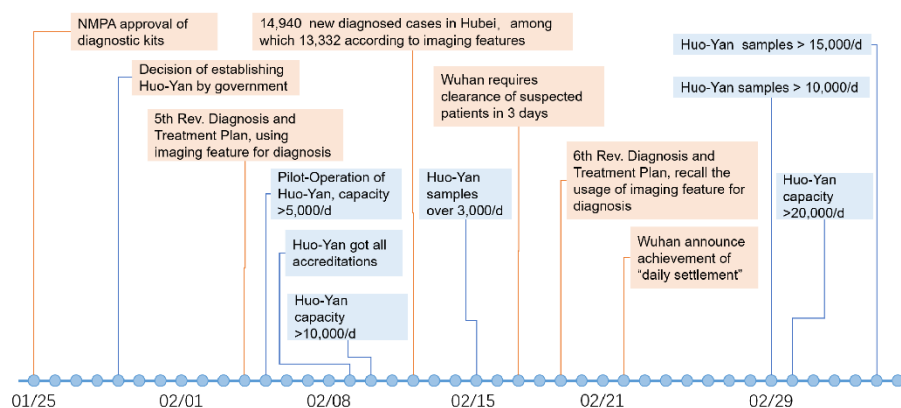 NMPA approval of
diagnostic kits
Decision of establishing
Huo-Yan by government
5th Rev. Diagnosis and
Treatment Plan, using
imaging feature for diagnosis
Pilot-Operation of
Huo-Yan, capacity
>5,000/d
Huo-Yan got all
accreditations
Huo-Yan
capacity
>10,000/d
14,940 new diagnosed cases in Hubei, among
which 13,332 according to imaging features
Huo-Yan
samples
over 3,000/d
Wuhan requires
clearance of suspected
patients in 3 days
6th Rev. Diagnosis and
Treatment Plan, recall the
usage of imaging feature for
diagnosis
Wuhan announce
achievement of
“daily settlement”
Huo-Yan samples > 15,000/d
Huo-Yan samples > 10,000/d
Huo-Yan
capacity
>20,000/d
01/25
02/01
02/08
02/15
02/21
02/29